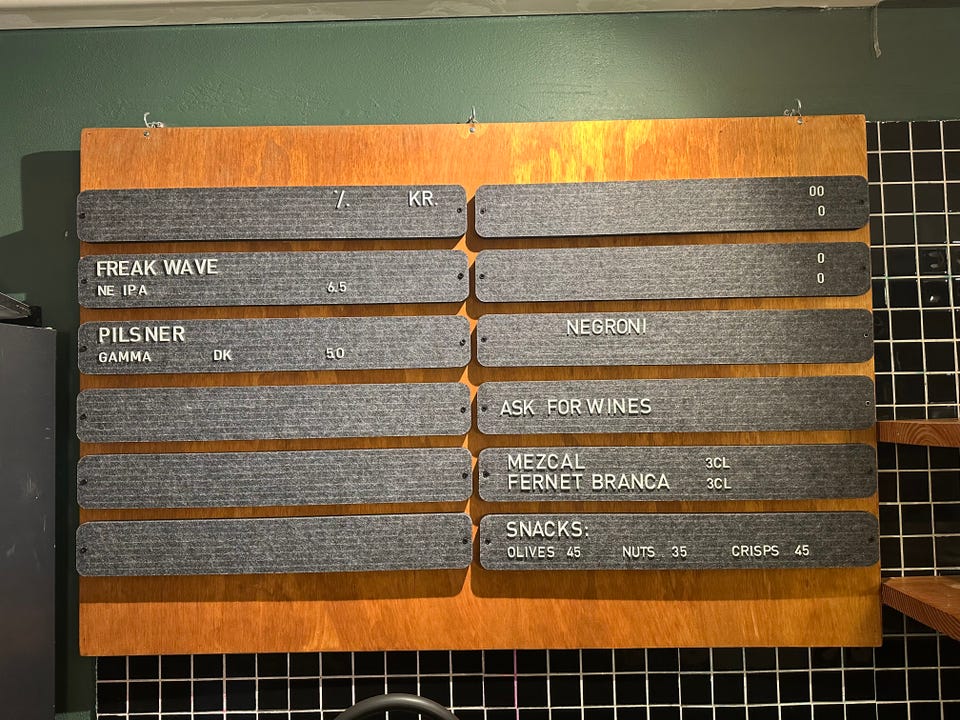 %. KR.
FREAK WAVE
NE IPA 6.5
PILSNER
GAMMA DK 5.0
00
0
0
0
NEGRONI
ASK FOR WINES
MEZCAL 3CL
FERNET BRANCA 3CL
SNACKS:
OLIVES 45 NUTS 35 CRISPS 45